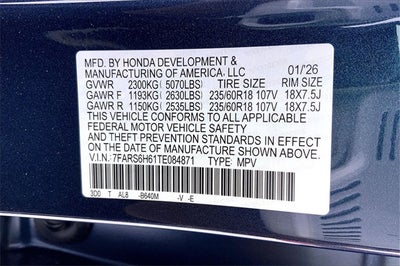 MFD. BY HONDA DEVELOPMENT &
MANUFACTURING OF AMERICA, LLC 01/'26
GVWR 2300KG (5070LBS) TIRE SIZE RIM SIZE
GAWR F 1193KG (2630LBS) 235/60R18 107V 18X7.5J
GAWR R 1150KG (2535LBS) 235/60R18 107V 18X7.5J
THIS VEHICLE CONFORMS TO ALL APPLICABLE
FEDERAL MOTOR VEHICLE SAFETY AND
THEFT PREVENTION STANDARDS IN EFFECT
ON THE DATE OF MANUFACTURE SHOWN ABOVE.
V.I.N.: 7FARS6H61TE084871 TYPE: MPV
3D0 T AL8 -B640M -V -E